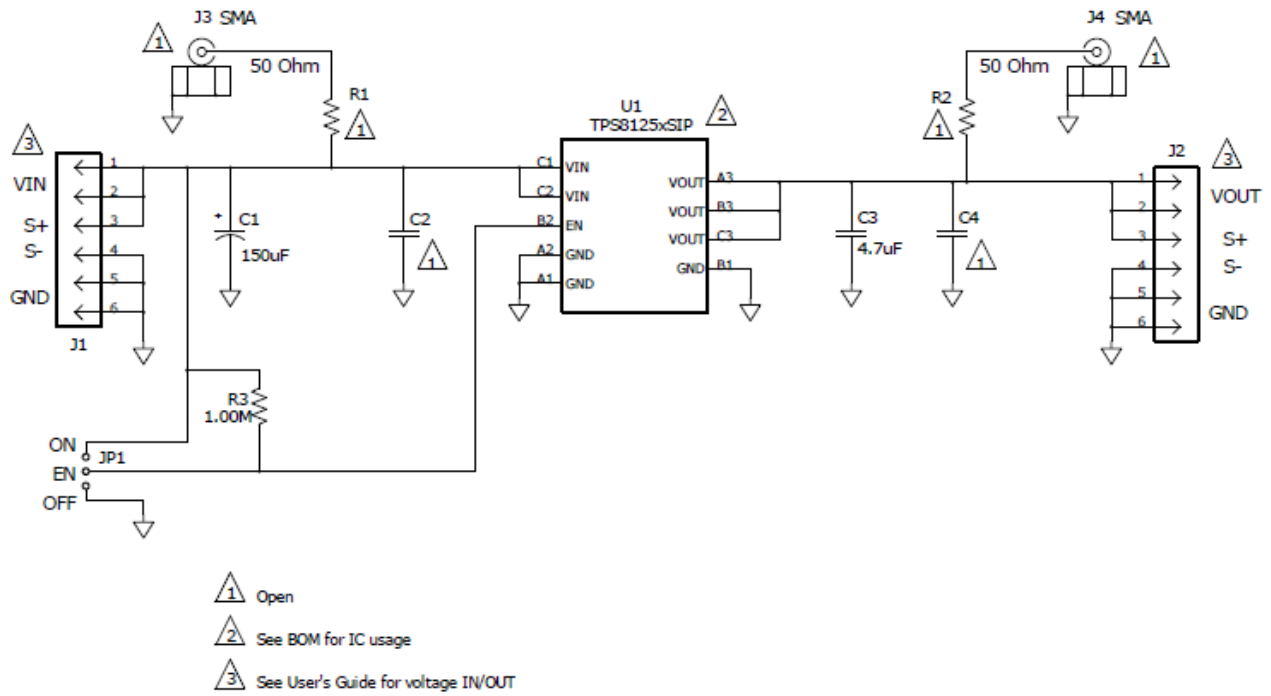 J3 SMA
1
50 Ohm
R1
1
U1
TPS8125xSIP
2
J4 SMA
1
50 Ohm
R2
1
3
VIN
S+
S-
GND
1
2
3
4
5
6
J1
+
C1
150uF
C2
1
C1
C2
B2
A2
A1
VIN
VIN
EN
GND
GND
VOUT
VOUT
VOUT
GND
A3
B3
C3
B1
C3
4.7uF
C4
1
J2
3
1
2
3
4
5
6
VOUT
S+
S-
GND
R3
1.00M
ON
JP1
EN
OFF
1 Open
2 See BOM for IC usage
3 See User's Guide for voltage IN/OUT